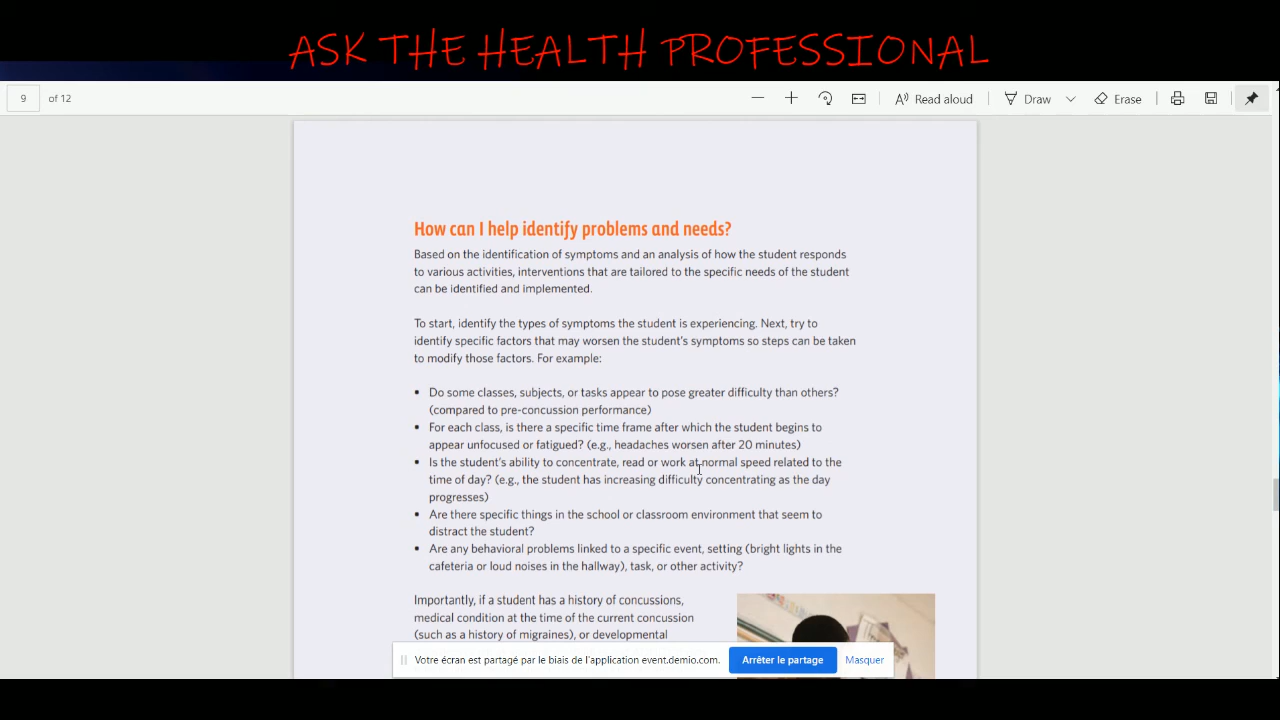 ASK THE HEALTH PROFESSIONAL
9 of 12
Read aloud
Draw
Erase
How can I help identify problems and needs?
Based on the identification of symptoms and an analysis of how the student responds
to various activities, interventions that are tailored to the specific needs of the student
can be identified and implemented.
To start, identify the types of symptoms the student is experiencing. Next, try to
identify specific factors that may worsen the student's symptoms so steps can be taken
to modify those factors. For example:
• Do some classes, subjects, or tasks appear to pose greater difficulty than others?
(compared to pre-concussion performance)
• For each class, is there a specific time frame after which the student begins to
appear unfocused or fatigued? (e.g., headaches worsen after 20 minutes)
• Is the student's ability to concentrate, read or work at normal speed related to the
time of day? (e.g., the student has increasing difficulty concentrating as the day
progresses)
• Are there specific things in the school or classroom environment that seem to
distract the student?
• Are any behavioral problems linked to a specific event, setting (bright lights in the
cafeteria or loud noises in the hallway), task, or other activity?
Importantly, if a student has a history of concussions,
medical condition at the time of the current concussion
(such as a history of migraines), or developmental
Votre écran est partagé par le biais de l'application event.demio.com.
Arrêter le partage
Masquer